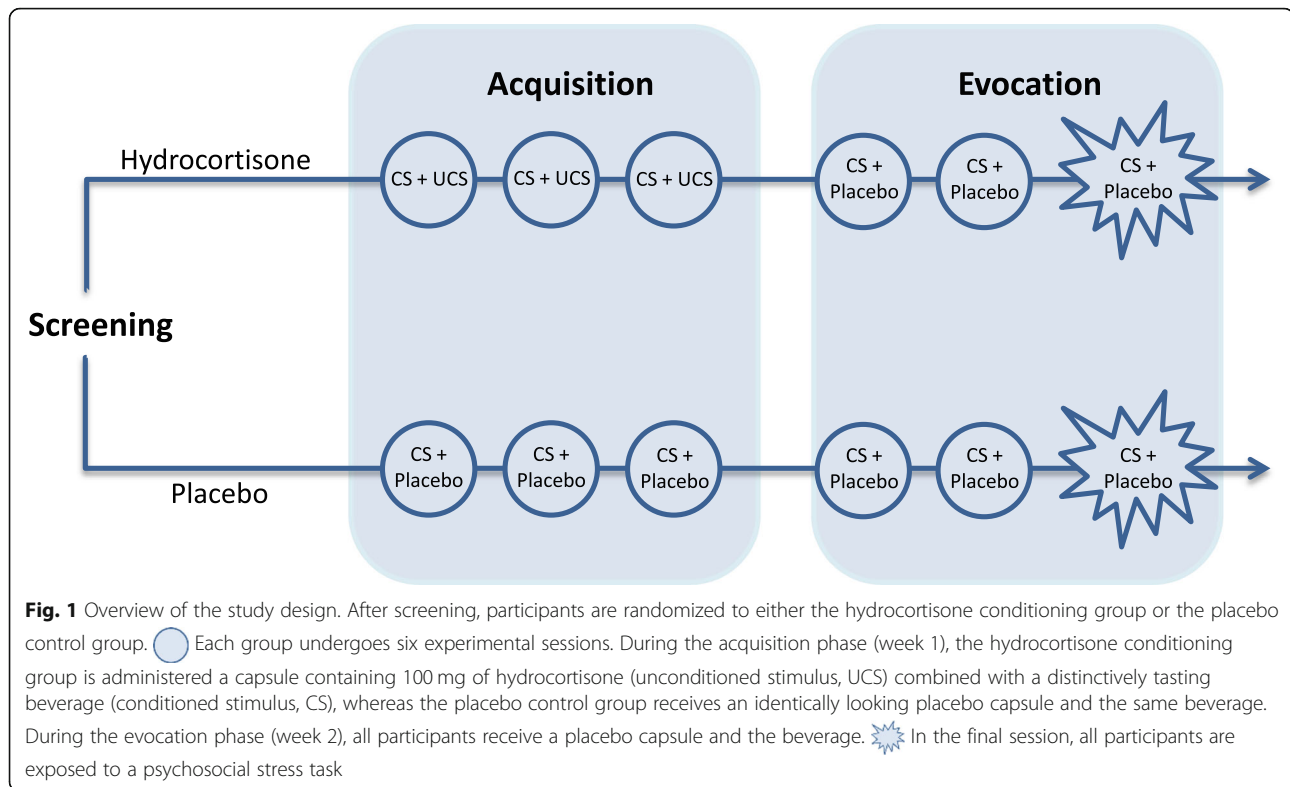 Acquisition
Evocation
Hydrocortisone
CS + UCS
CS + UCS
CS + UCS
CS +
Placebo
CS +
Placebo
CS +
Placebo
Screening
CS +
Placebo
CS +
Placebo
CS +
Placebo
CS +
Placebo
CS +
Placebo
CS +
Placebo
Placebo
Fig. 1 Overview of the study design. After screening, participants are randomized to either the hydrocortisone conditioning group or the placebo
control group. Each group undergoes six experimental sessions. During the acquisition phase (week 1), the hydrocortisone conditioning
group is administered a capsule containing 100 mg of hydrocortisone (unconditioned stimulus, UCS) combined with a distinctively tasting
beverage (conditioned stimulus, CS), whereas the placebo control group receives an identically looking placebo capsule and the same beverage.
During the evocation phase (week 2), all participants receive a placebo capsule and the beverage. In the final session, all participants are
exposed to a psychosocial stress task